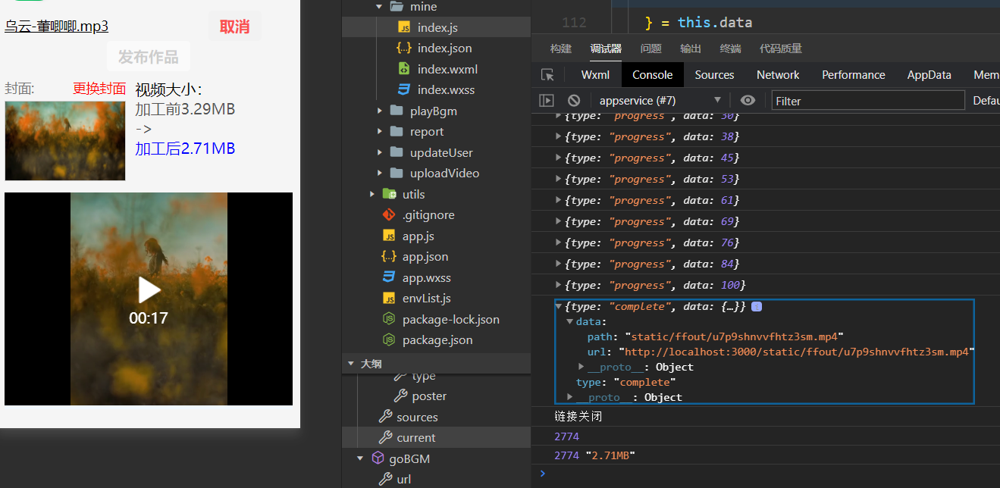 乌云-董唧唧.mp3
取消
发布作品
封面:
更换封面
视频大小:
加工前3.29MB
->
加工后2.71MB
00:17
mine
index.js
index.json
index.wxml
index.wxss
playBgm
report
updateUser
uploadVideo
utils
.gitignore
app.js
app.json
app.wxss
envList.js
package-lock.json
package.json
大纲
type
poster
sources
current
goBGM
url
112 } = this.data
构建 调试器 问题 输出 终端 代码质量
Wxml Console Sources Network Performance AppData Mem
appservice (#7) Filter Defau
{type: "progress", data: 30}
{type: "progress", data: 38}
{type: "progress", data: 45}
{type: "progress", data: 53}
{type: "progress", data: 61}
{type: "progress", data: 69}
{type: "progress", data: 76}
{type: "progress", data: 84}
{type: "progress", data: 100}
{type: "complete", data: {…}}
data:
path: "static/ffout/u7p9shnvvfhtz3sm.mp4"
url: "http://localhost:3000/static/ffout/u7p9shnvvfhtz3sm.mp4"
__proto__: Object
type: "complete"
__proto__: Object
链接关闭
2774
2774 "2.71MB"